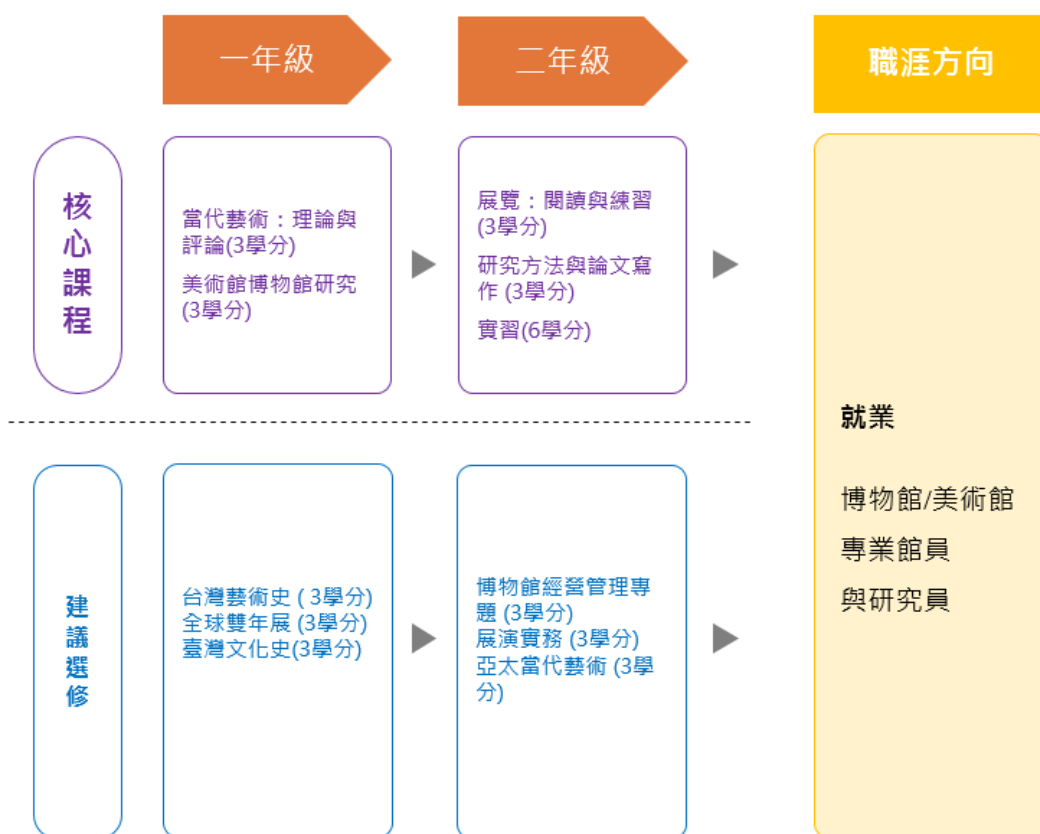 一年級
二年級
職涯方向
核心課程
當代藝術：理論與
評論(3學分)
美術館博物館研究
(3學分)
展覽：閱讀與練習
(3學分)
研究方法與論文寫
作 (3學分)
實習(6學分)
建議選修
台灣藝術史 ( 3學分)
全球雙年展 (3學分)
臺灣文化史(3學分)
博物館經營管理專
題 (3學分)
展演實務 (3學分)
亞太當代藝術 (3學
分)
就業
博物館/美術館
專業館員
與研究員